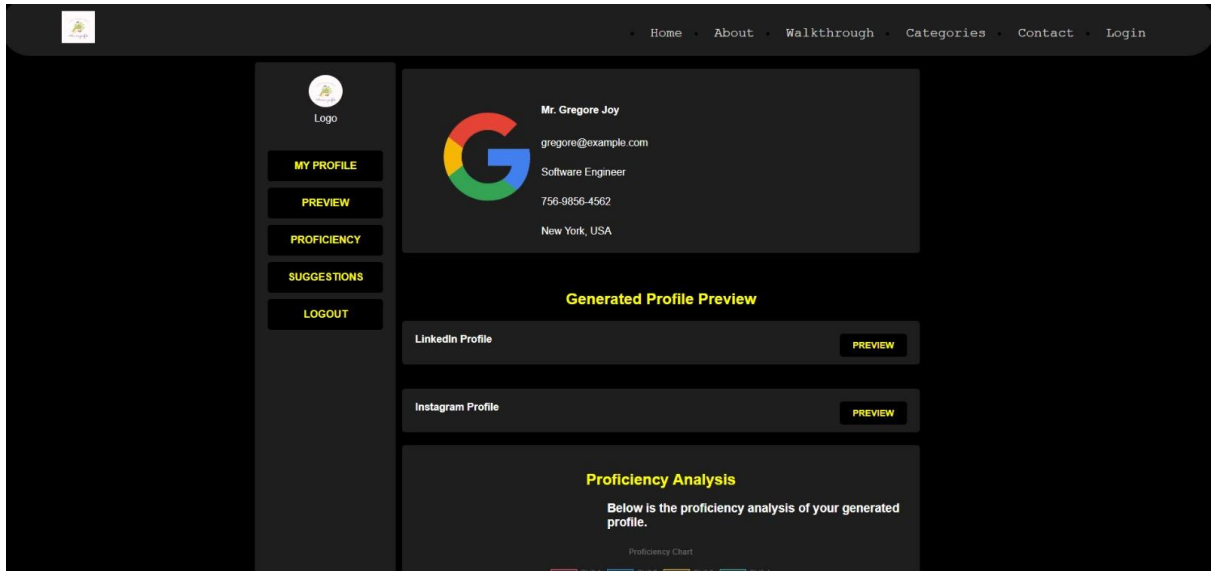 Home About Walkthrough Categories Contact Login
Logo
MY PROFILE
PREVIEW
PROFICIENCY
SUGGESTIONS
LOGOUT
Mr. Gregore Joy
gregore@example.com
Software Engineer
756-9856-4562
New York, USA
Generated Profile Preview
LinkedIn Profile
PREVIEW
Instagram Profile
PREVIEW
Proficiency Analysis
Below is the proficiency analysis of your generated
profile.
Proficiency Chart